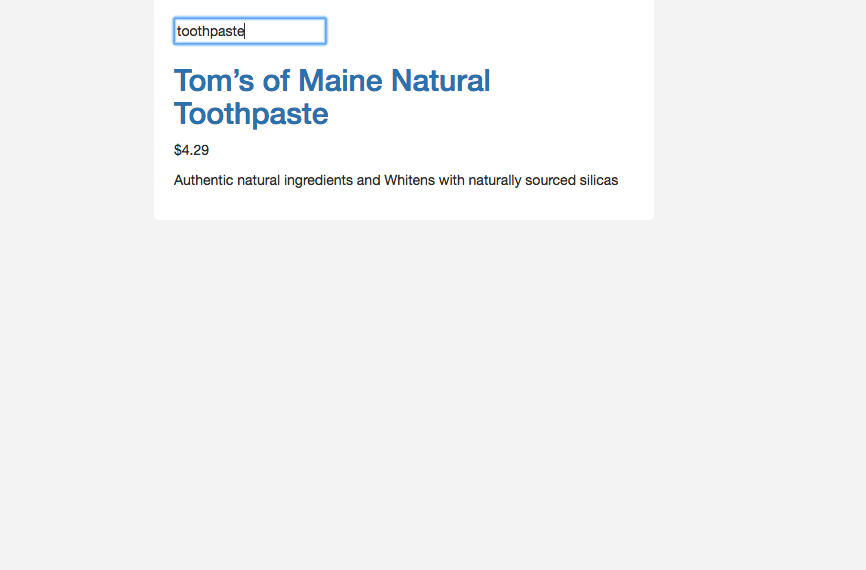 toothpaste
Tom’s of Maine Natural
Toothpaste
$4.29
Authentic natural ingredients and Whitens with naturally sourced silicas